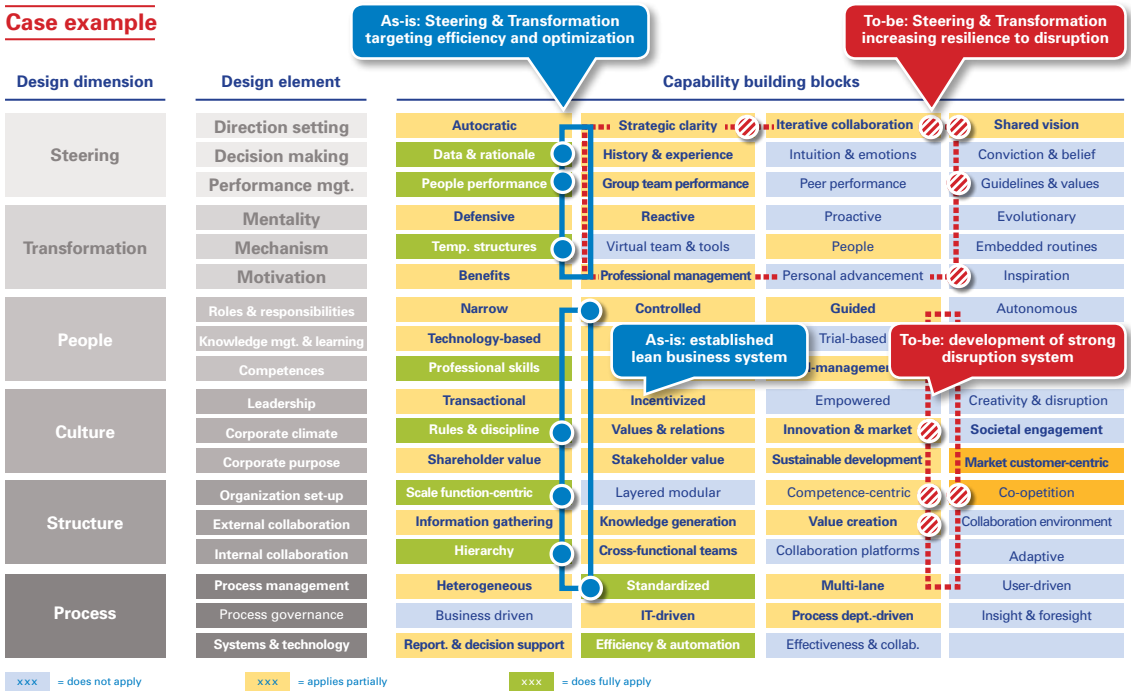 Case example
As-is: Steering & Transformation
targeting efficiency and optimization
To-be: Steering & Transformation
increasing resilience to disruption
Design dimension
Design element
Capability building blocks
Steering
Direction setting
Autocratic
Strategic clarity
Iterative collaboration
Shared vision
Decision making
Data & rationale
History & experience
Intuition & emotions
Conviction & belief
Performance mgt.
People performance
Group team performance
Peer performance
Guidelines & values
Transformation
Mentality
Defensive
Reactive
Proactive
Evolutionary
Mechanism
Temp. structures
Virtual team & tools
People
Embedded routines
Motivation
Benefits
Professional management
Personal advancement
Inspiration
People
Roles & responsibilities
Narrow
Controlled
Guided
Autonomous
Knowledge mgt. & learning
Technology-based
As-is: established
lean business system
Trial-based
To-be: development of strong
disruption system
Competences
Professional skills
Culture
Leadership
Transactional
Incentivized
Empowered
Creativity & disruption
Corporate climate
Rules & discipline
Values & relations
Innovation & market
Societal engagement
Corporate purpose
Shareholder value
Stakeholder value
Sustainable development
Market customer-centric
Structure
Organization set-up
Scale function-centric
Layered modular
Competence-centric
Co-opetition
External collaboration
Information gathering
Knowledge generation
Value creation
Collaboration environment
Internal collaboration
Hierarchy
Cross-functional teams
Collaboration platforms
Adaptive
Process
Process management
Heterogeneous
Standardized
Multi-lane
User-driven
Process governance
Business driven
IT-driven
Process dept.-driven
Insight & foresight
Systems & technology
Report. & decision support
Efficiency & automation
Effectiveness & collab.
xxx = does not apply
xxx = applies partially
xxx = does fully apply